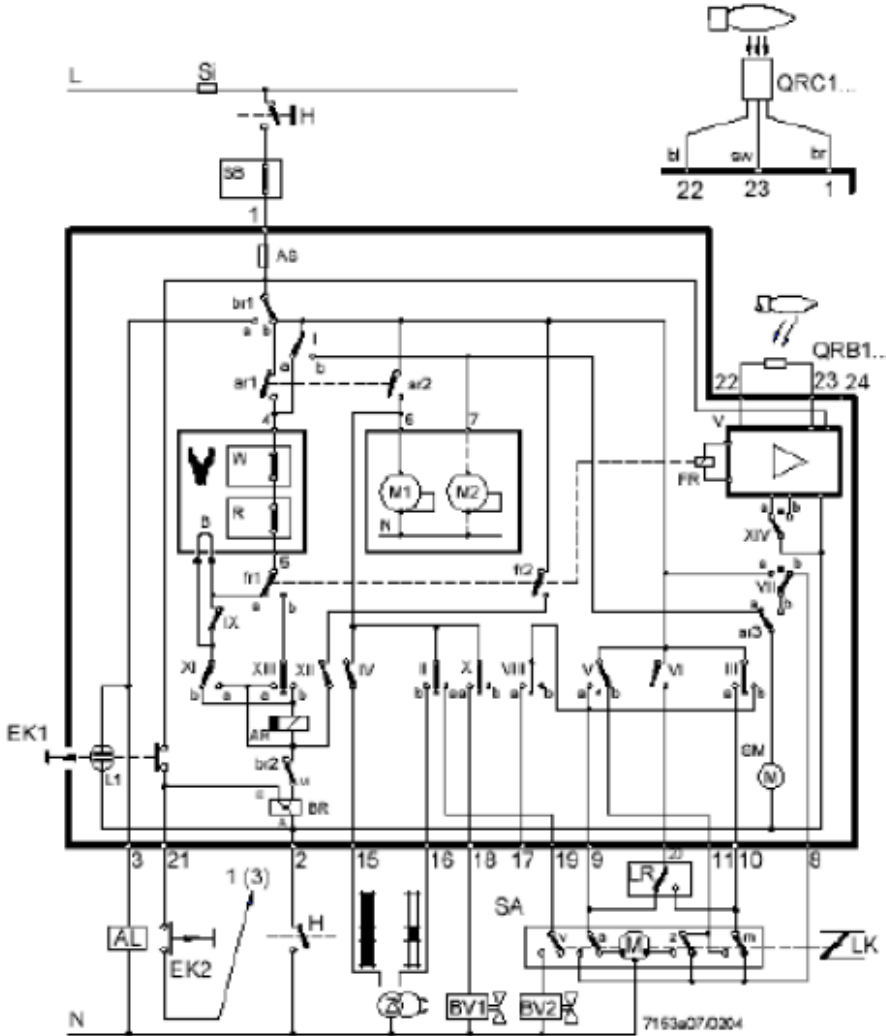 L
Si
H
QRC1...
bl
sw
br
22
23
1
SB
1
AS
br1
a
b
I
a
b
ar1
ar2
QRB1...
22
23
24
4
6
7
V
V
W
R
B
M1
M2
N
FR
a
a
b
XIV
5
fr1
a
b
fr2
a
b
VII
b
a
ar3
IX
XI
b
a
XIII
a
b
XII
IV
II
b
a
X
a
b
VIII
a
b
V
a
b
VI
III
a
b
AR
EK1
L1
br2
BR
A
SM
M
3
21
2
15
16
18
17
19
9
20
11
10
8
1 (3)
LR
SA
AL
EK2
H
v
a
M
z
m
LK
Z
BV1
BV2
N
7153a07/0204